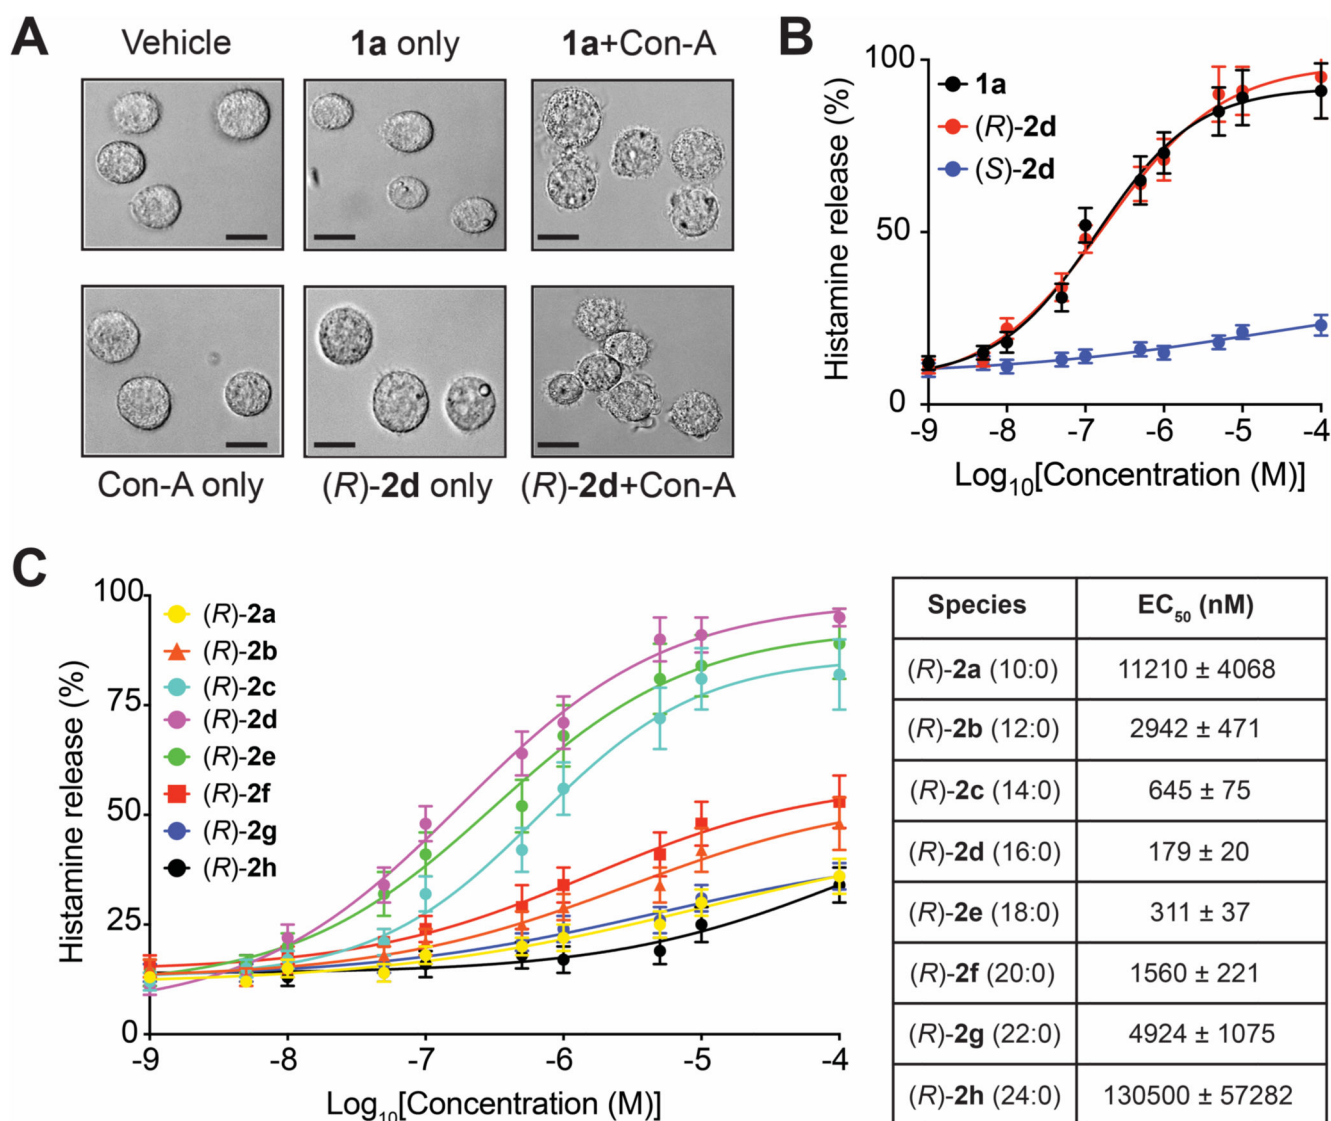 A
Vehicle
1a only
1a+Con-A
Con-A only
(R)-2d only
(R)-2d+Con-A
B
Histamine release (%)
100
50
0
1a
(R)-2d
(S)-2d
-9 -8 -7 -6 -5 -4
Log10[Concentration (M)]
C
Histamine release (%)
100
75
50
25
0
(R)-2a
(R)-2b
(R)-2c
(R)-2d
(R)-2e
(R)-2f
(R)-2g
(R)-2h
-9 -8 -7 -6 -5 -4
Log10[Concentration (M)]
Species EC50 (nM)
(R)-2a (10:0) 11210 ± 4068
(R)-2b (12:0) 2942 ± 471
(R)-2c (14:0) 645 ± 75
(R)-2d (16:0) 179 ± 20
(R)-2e (18:0) 311 ± 37
(R)-2f (20:0) 1560 ± 221
(R)-2g (22:0) 4924 ± 1075
(R)-2h (24:0) 130500 ± 57282